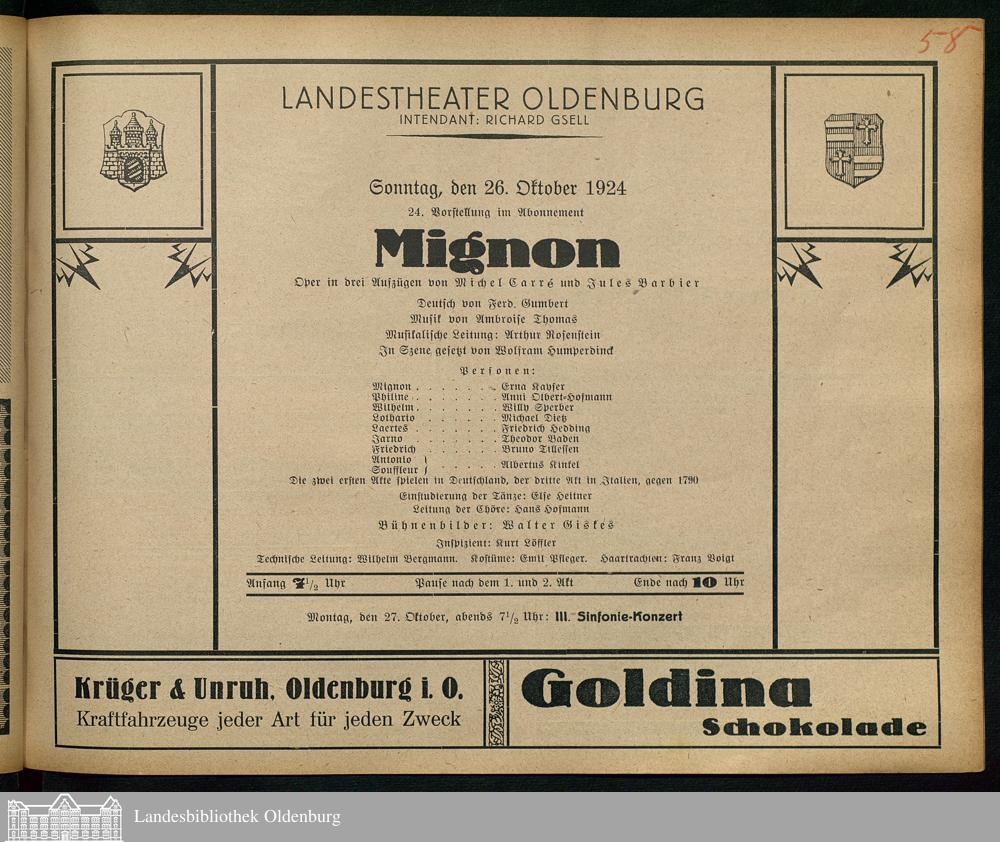 58
LANDESTHEATER OLDENBURG
INTENDANT: RICHARD GSELL
Sonntag, den 26. Oktober 1924
24. Vorstellung im Abonnement
Mignon
Oper in drei Aufzügen von Michel Carré und Jules Barbier
Deutsch von Ferd. Gumbert
Musik von Ambroise Thomas
Musikalische Leitung: Arthur Rosenstein
In Szene gesetzt von Wolfram Humperdinck
Personen:
Mignon . . . . . . . Erna Kayser
Philine . . . . . . . Anni Olbert-Hofmann
Wilhelm . . . . . . . Willy Sperber
Lothario . . . . . . . Michael Dietz
Laertes . . . . . . . Friedrich Hedding
Jarno . . . . . . . Theodor Baden
Friedrich . . . . . . . Bruno Tillessen
Antonio }
Souffleur } . . . . . Albertus Kinkel
Die zwei ersten Akte spielen in Deutschland, der dritte Akt in Italien, gegen 1790
Einstudierung der Tänze: Else Heitner
Leitung der Chöre: Hans Hofmann
Bühnenbilder: Walter Giskes
Inspizient: Kurt Löffler
Technische Leitung: Wilhelm Bergmann. Kostüme: Emil Pfleger. Haartrachten: Franz Voigt
Anfang 7 1/2 Uhr Pause nach dem 1. und 2. Akt Ende nach 10 Uhr
Montag, den 27. Oktober, abends 7 1/2 Uhr: III. Sinfonie-Konzert
Krüger & Unruh, Oldenburg i. O.
Kraftfahrzeuge jeder Art für jeden Zweck
Goldina
Schokolade
Landesbibliothek Oldenburg